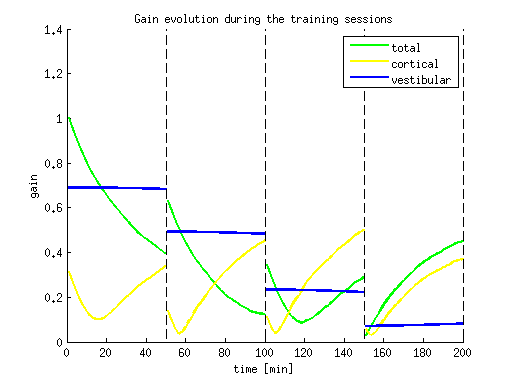 Gain evolution during the training sessions
1.4
1.2
1
0.8
0.6
0.4
0.2
0
gain
total
cortical
vestibular
0 20 40 60 80 100 120 140 160 180 200
time [min]